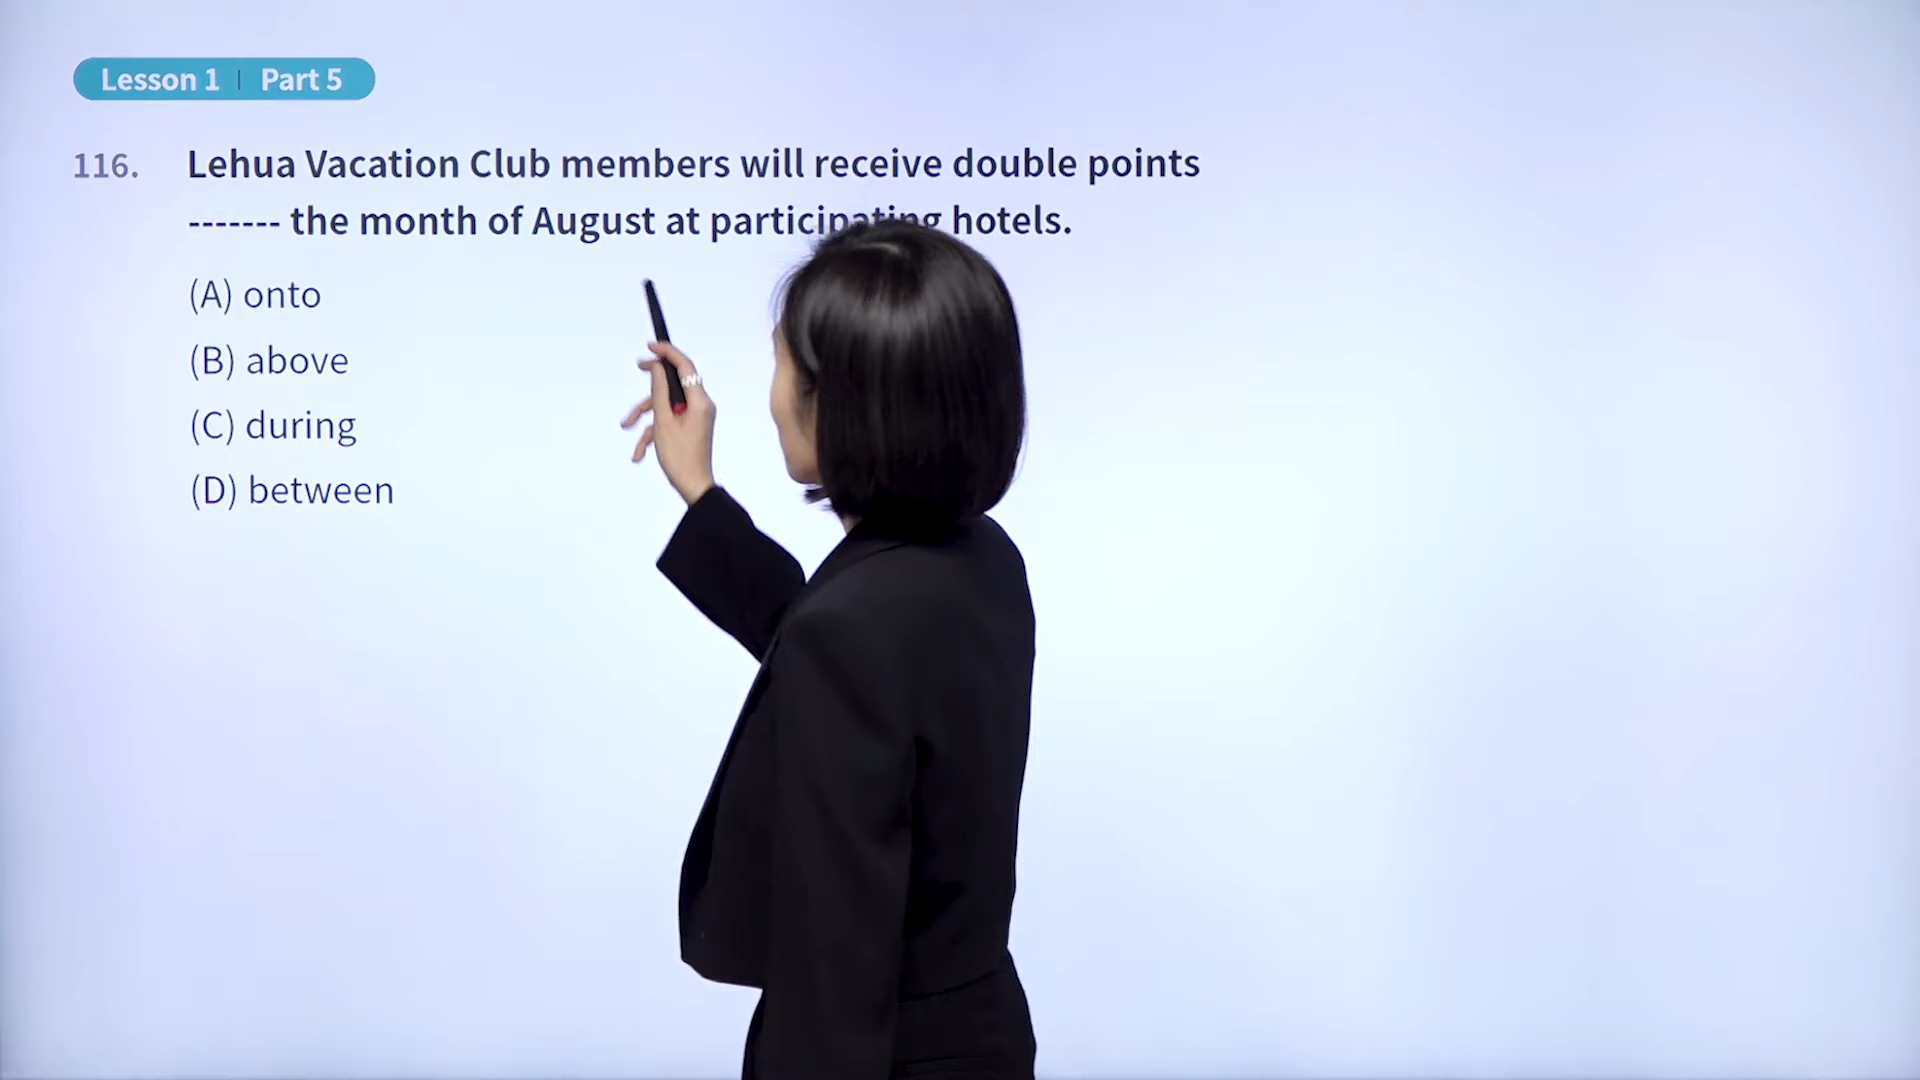 Lesson 1 | Part 5
116. Lehua Vacation Club members will receive double points
------- the month of August at participating hotels.
(A) onto
(B) above
(C) during
(D) between